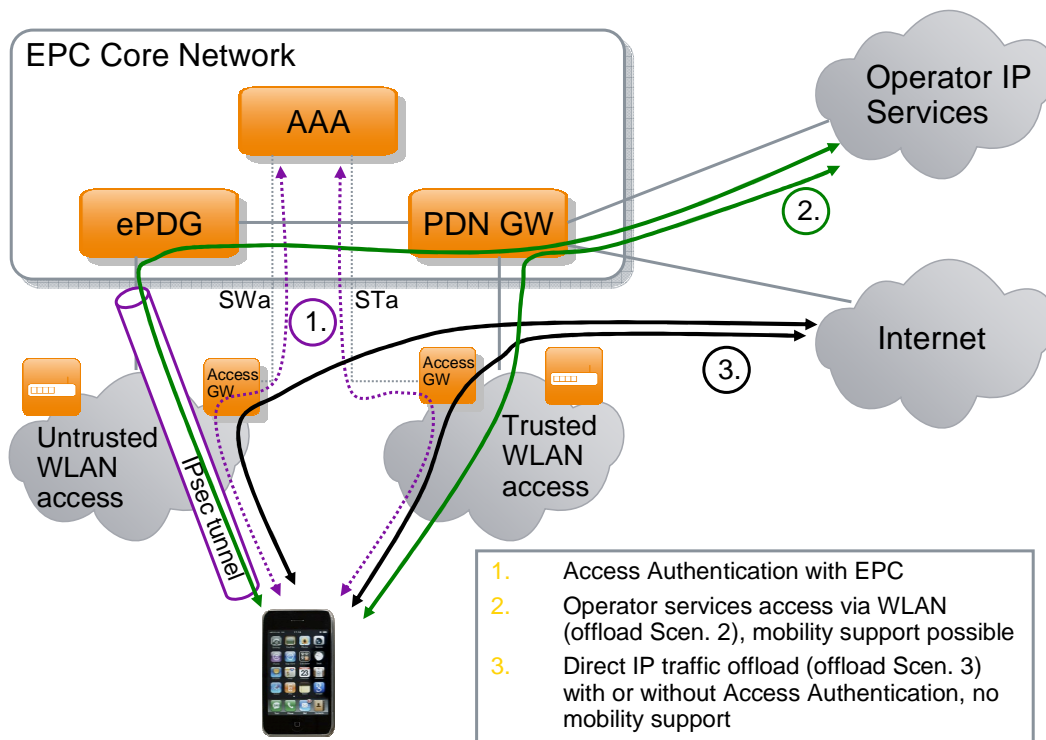 EPC Core Network
AAA
Operator IP
Services
ePDG
PDN GW
2.
SWa
STa
1.
Internet
3.
Access
GW
Access
GW
Untrusted
WLAN
access
Trusted
WLAN
access
IPsec tunnel
1. Access Authentication with EPC
2. Operator services access via WLAN
(offload Scen. 2), mobility support possible
3. Direct IP traffic offload (offload Scen. 3)
with or without Access Authentication, no
mobility support